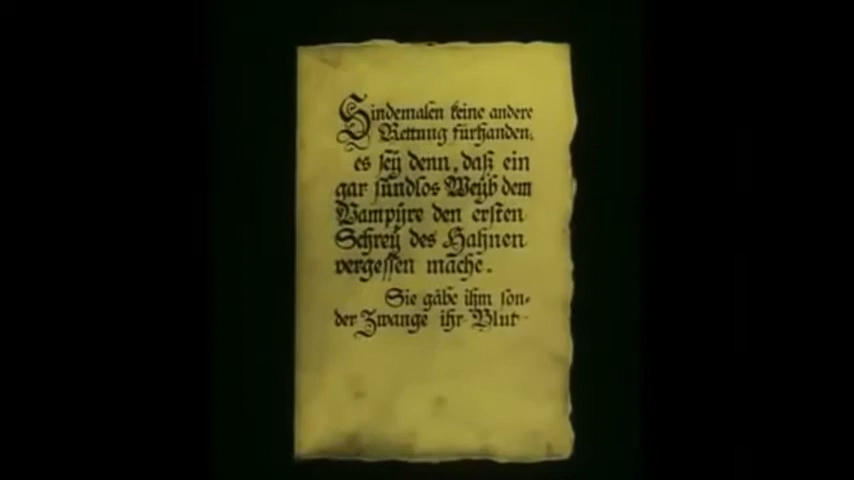 Sindemalen keine andere
Rettung fürhanden,
es sey denn, daß ein
gar sündlos Weyb dem
Vampyre den ersten
Schrey des Hahnen
vergessen mache.
Sie gäbe ihm son-
der Zwange ihr Blut